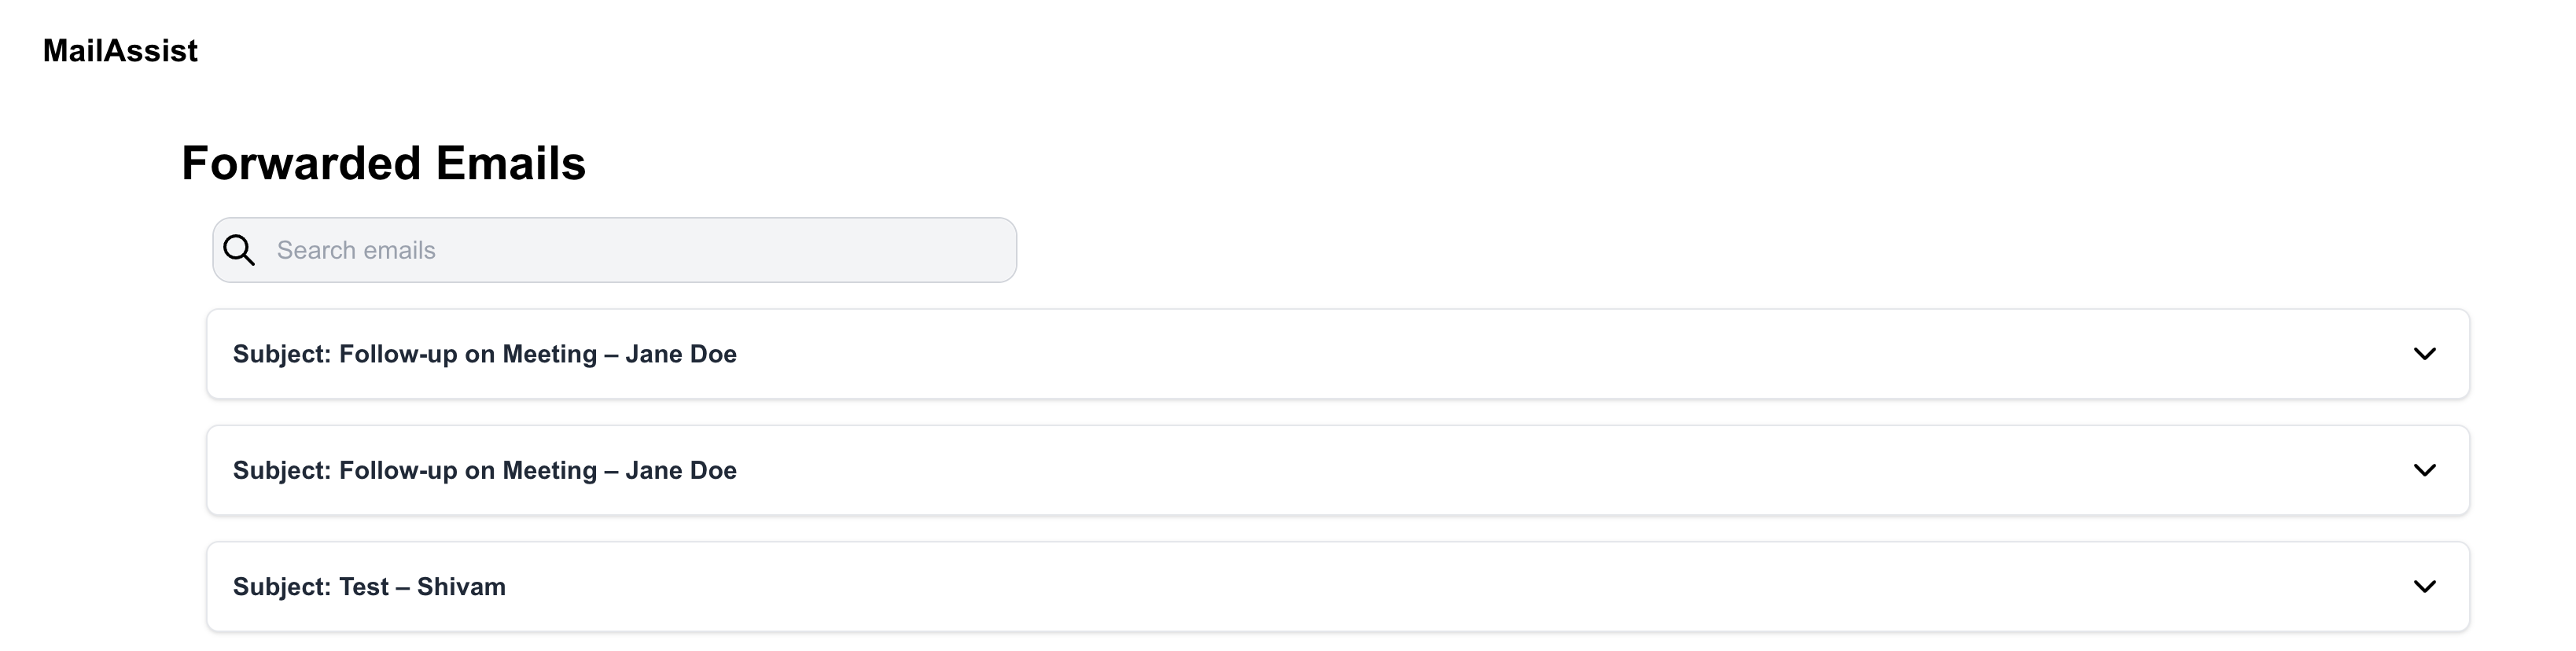 MailAssist
Forwarded Emails
Search emails
Subject: Follow-up on Meeting – Jane Doe
Subject: Follow-up on Meeting – Jane Doe
Subject: Test – Shivam